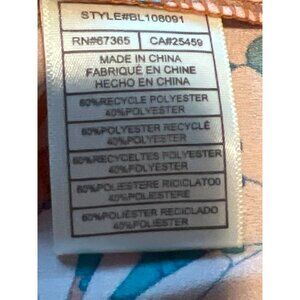 STYLE#BL108091
RN#67365 CA#25459
MADE IN CHINA
FABRIQUÉ EN CHINE
HECHO EN CHINA
60%RECYCLE POLYESTER
40%POLYESTER
60%POLYESTER RECYCLÉ
40%POLYESTER
60%RECYCELTES POLYESTER
40%POLYESTER
60%POLIESTERE RICICLATO0
40%POLIESTERE
60%POLIÉSTER RECICLADO
40%POLIÉSTER